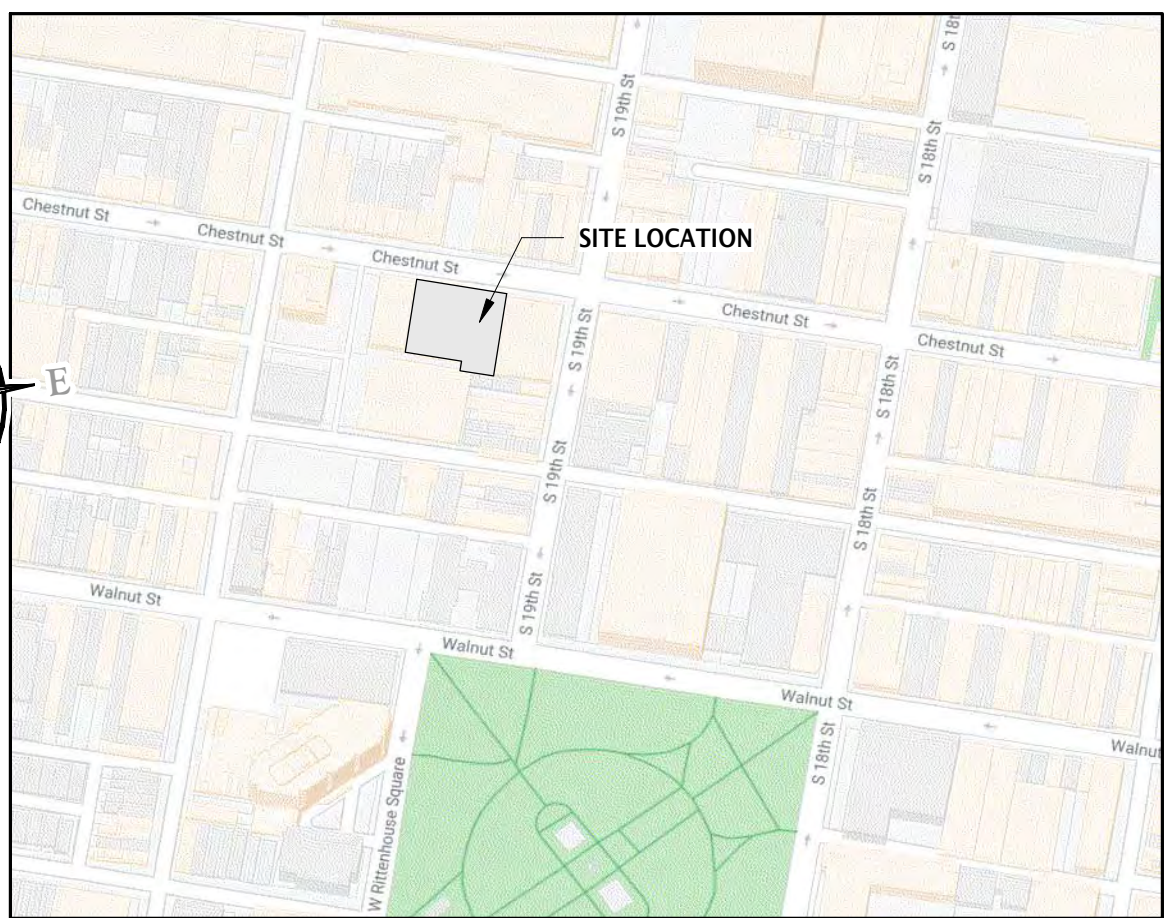 S 18th
S 19th St
S 18th St
Chestnut St
Chestnut St
SITE LOCATION
Chestnut St
Chestnut St
Chestnut St
S 19th St
S 18th St
E
S 19th St
S 18th St
Walnut St
S 19th St
Walnut St
Walnut St
Walnut
S 18th St
W Rittenhouse Square